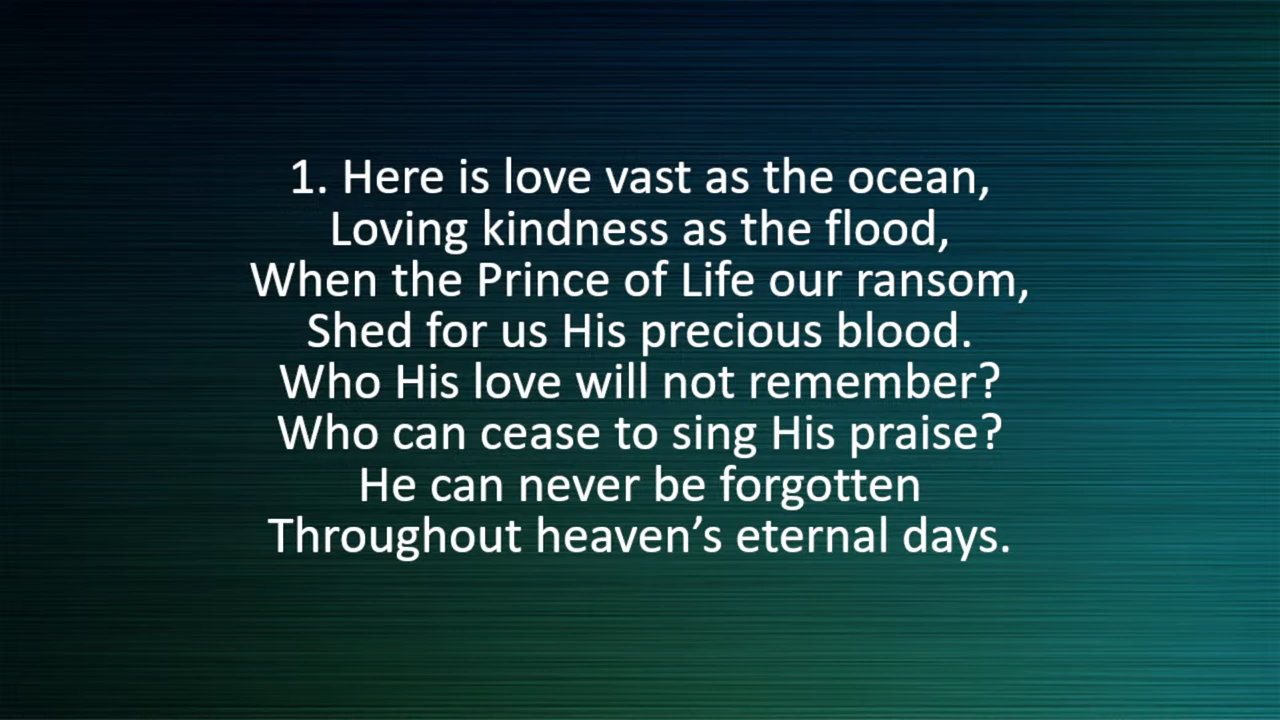 1. Here is love vast as the ocean,
Loving kindness as the flood,
When the Prince of Life our ransom,
Shed for us His precious blood.
Who His love will not remember?
Who can cease to sing His praise?
He can never be forgotten
Throughout heaven’s eternal days.